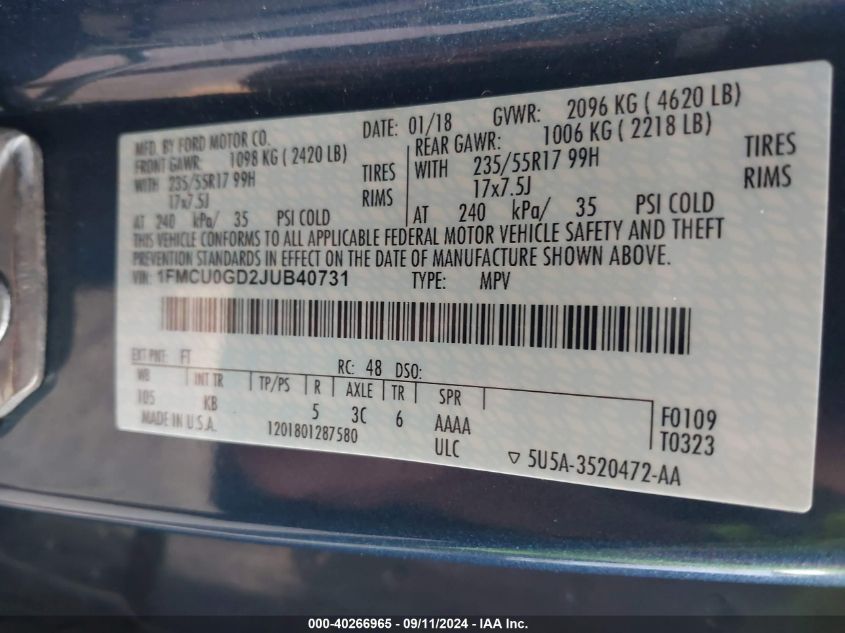 MFD. BY FORD MOTOR CO. DATE: 01/18 GVWR: 2096 KG ( 4620 LB)
FRONT GAWR: 1098 KG ( 2420 LB) REAR GAWR: 1006 KG ( 2218 LB)
WITH 235/55R17 99H TIRES WITH 235/55R17 99H TIRES
17x7.5J RIMS 17x7.5J RIMS
AT 240 kPa/ 35 PSI COLD AT 240 kPa/ 35 PSI COLD
THIS VEHICLE CONFORMS TO ALL APPLICABLE FEDERAL MOTOR VEHICLE SAFETY AND THEFT
PREVENTION STANDARDS IN EFFECT ON THE DATE OF MANUFACTURE SHOWN ABOVE.
VIN: 1FMCU0GD2JUB40731 TYPE: MPV
EXT PNT: FT RC: 48 DSO:
WB INT TR TP/PS R AXLE TR SPR
105 KB 5 3C 6 AAAA F0109
MADE IN U.S.A. 1201801287580 ULC T0323
▽ 5U5A-3520472-AA
000-40266965 - 09/11/2024 - IAA Inc.